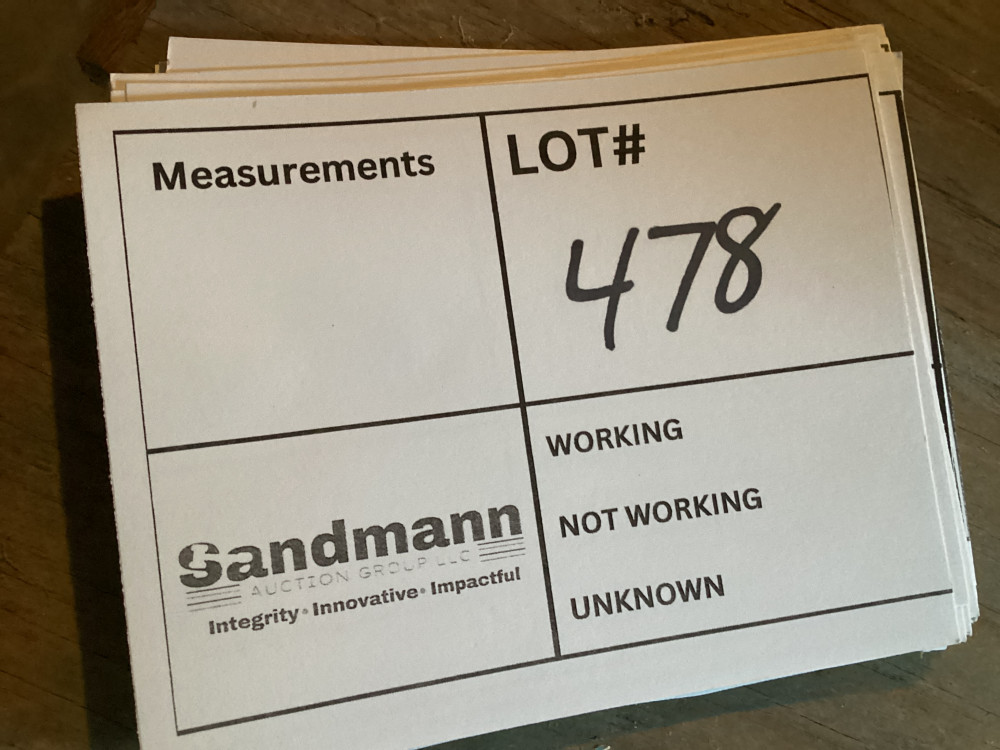 Measurements
LOT#
478
WORKING
NOT WORKING
UNKNOWN
Sandmann
AUCTION GROUP LLC
Integrity • Innovative • Impactful